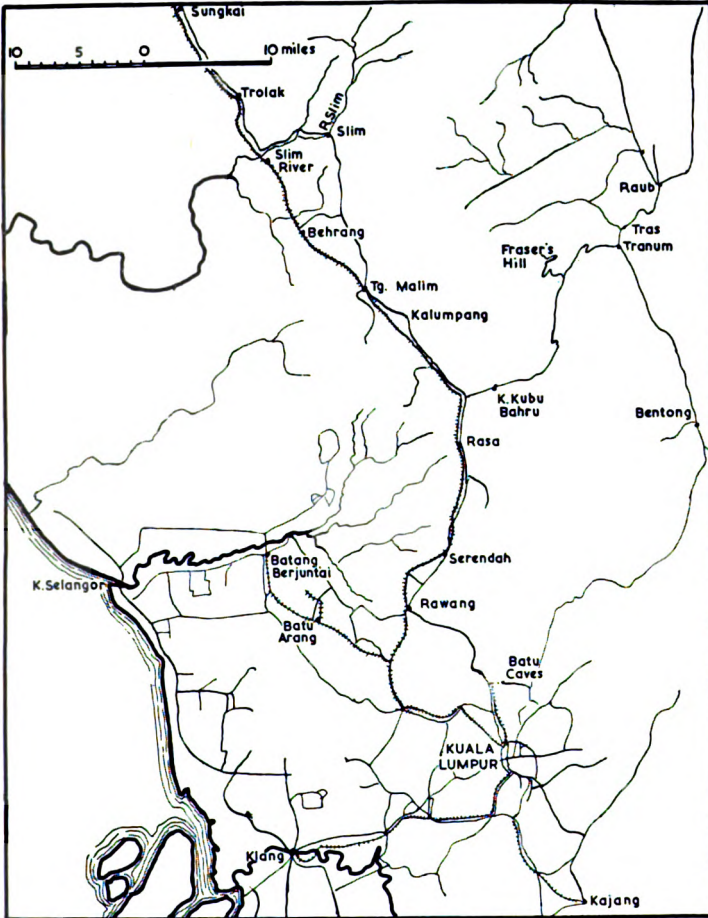 Sungkai
10 5 0 10 miles
Trolak
R.Slim
Slim
Slim
River
Raub
Behrang
Tras
Tranum
Fraser's
Hill
Tg. Malim
Kalumpang
K.Kubu
Bahru
Bentong
Rasa
Serendah
Batang
Berjuntai
K.Selangor
Rawang
Batu
Arang
Batu
Caves
KUALA
LUMPUR
Klang
Kajang